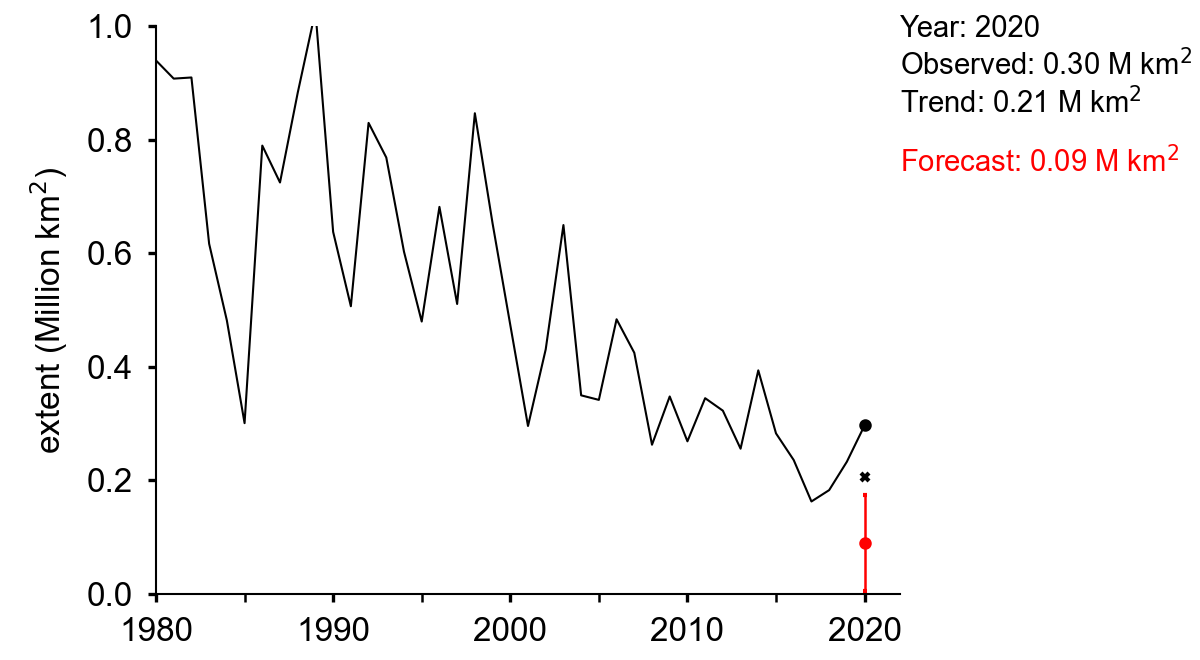 1.0
0.8
0.6
0.4
0.2
0.0
extent (Million km²)
1980
1990
2000
2010
2020
Year: 2020
Observed: 0.30 M km²
Trend: 0.21 M km²
Forecast: 0.09 M km²